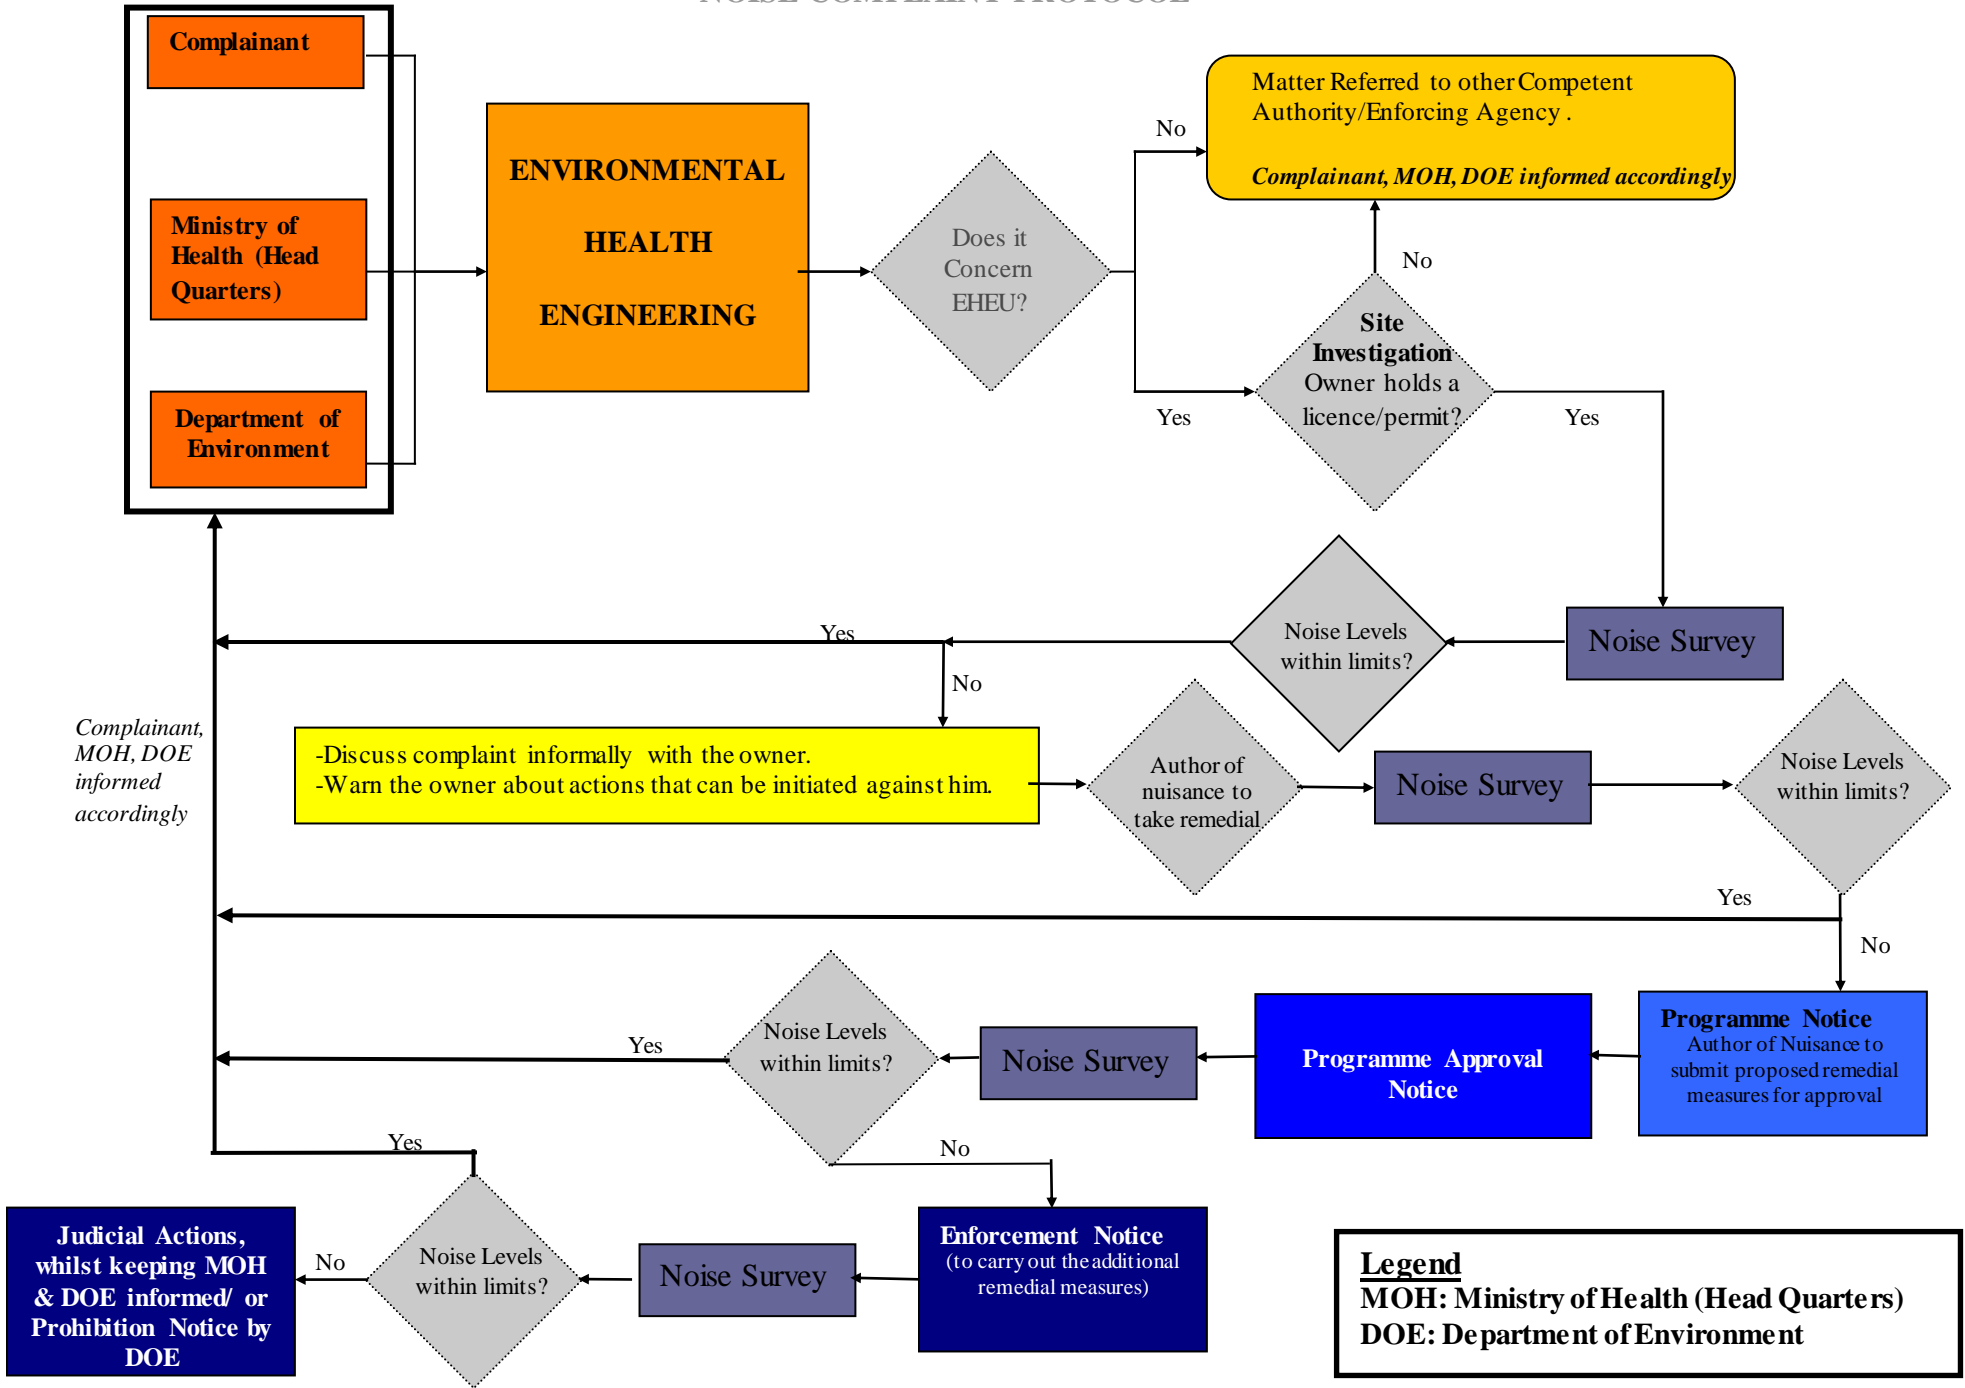 NOISE COMPLAINT PROTOCOL
Complainant
Ministry of
Health (Head
Quarters)
Department of
Environment
ENVIRONMENTAL
HEALTH
ENGINEERING
Does it
Concern
EHEU?
No
Yes
Matter Referred to other Competent
Authority/Enforcing Agency .
Complainant, MOH, DOE informed accordingly
No
Site
Investigation
Owner holds a
licence/permit?
Yes
Noise Survey
Noise Levels
within limits?
Yes
No
Complainant,
MOH, DOE
informed
accordingly
-Discuss complaint informally with the owner.
-Warn the owner about actions that can be initiated against him.
Author of
nuisance to
take remedial
Noise Survey
Noise Levels
within limits?
Yes
No
Programme Notice
Author of Nuisance to
submit proposed remedial
measures for approval
Programme Approval
Notice
Noise Survey
Noise Levels
within limits?
Yes
No
Enforcement Notice
(to carry out the additional
remedial measures)
Noise Survey
Noise Levels
within limits?
Yes
No
Judicial Actions,
whilst keeping MOH
& DOE informed/ or
Prohibition Notice by
DOE
Legend
MOH: Ministry of Health (Head Quarters)
DOE: Department of Environment